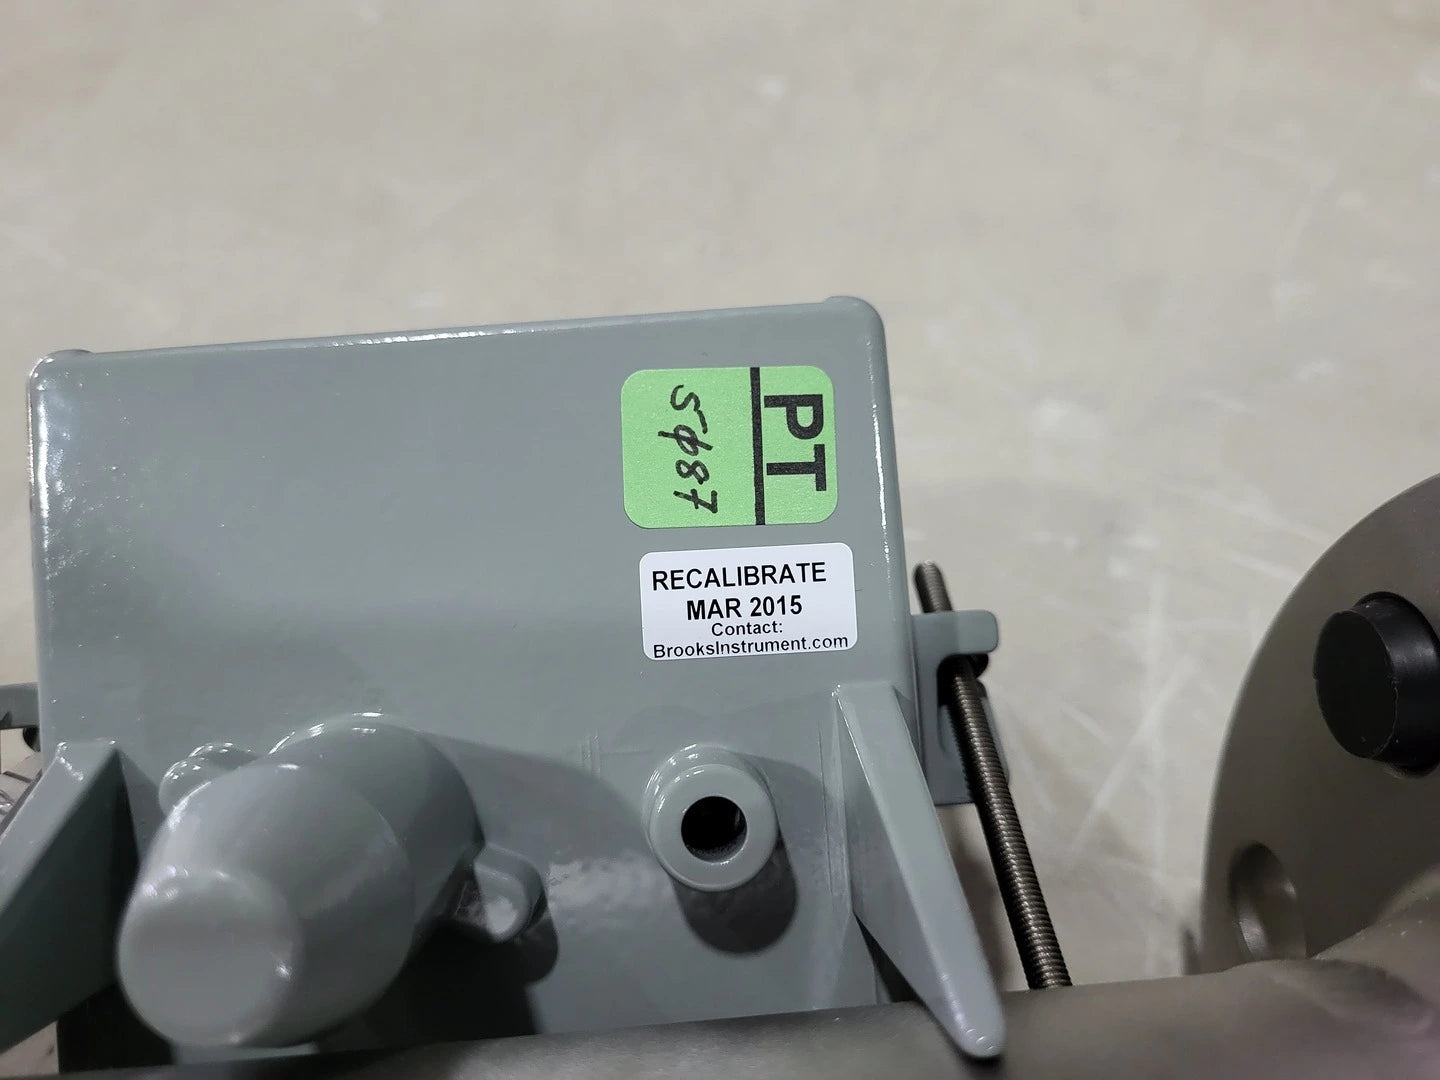 PT
5087
RECALIBRATE
MAR 2015
Contact:
BrooksInstrument.com